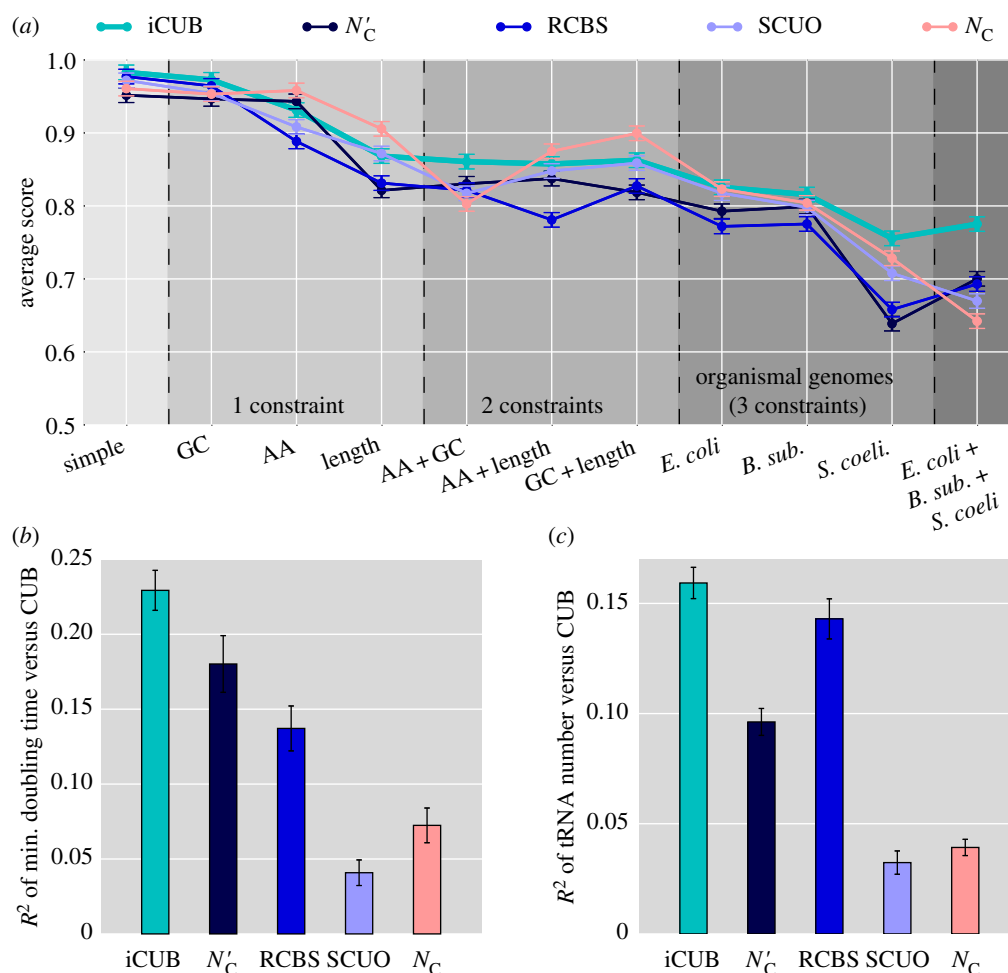 (a) iCUB N′C RCBS SCUO NC
1.0
0.9
0.8
0.7
0.6
0.5
average score
1 constraint
2 constraints
organismal genomes
(3 constraints)
simple
GC
AA
length
AA + GC
AA + length
GC + length
E. coli
B. sub.
S. coeli.
E. coli +
B. sub. +
S. coeli
(b)
0.25
0.20
0.15
0.10
0.05
0
R² of min. doubling time versus CUB
iCUB N′C RCBS SCUO NC
(c)
0.15
0.10
0.05
0
R² of tRNA number versus CUB
iCUB N′C RCBS SCUO NC